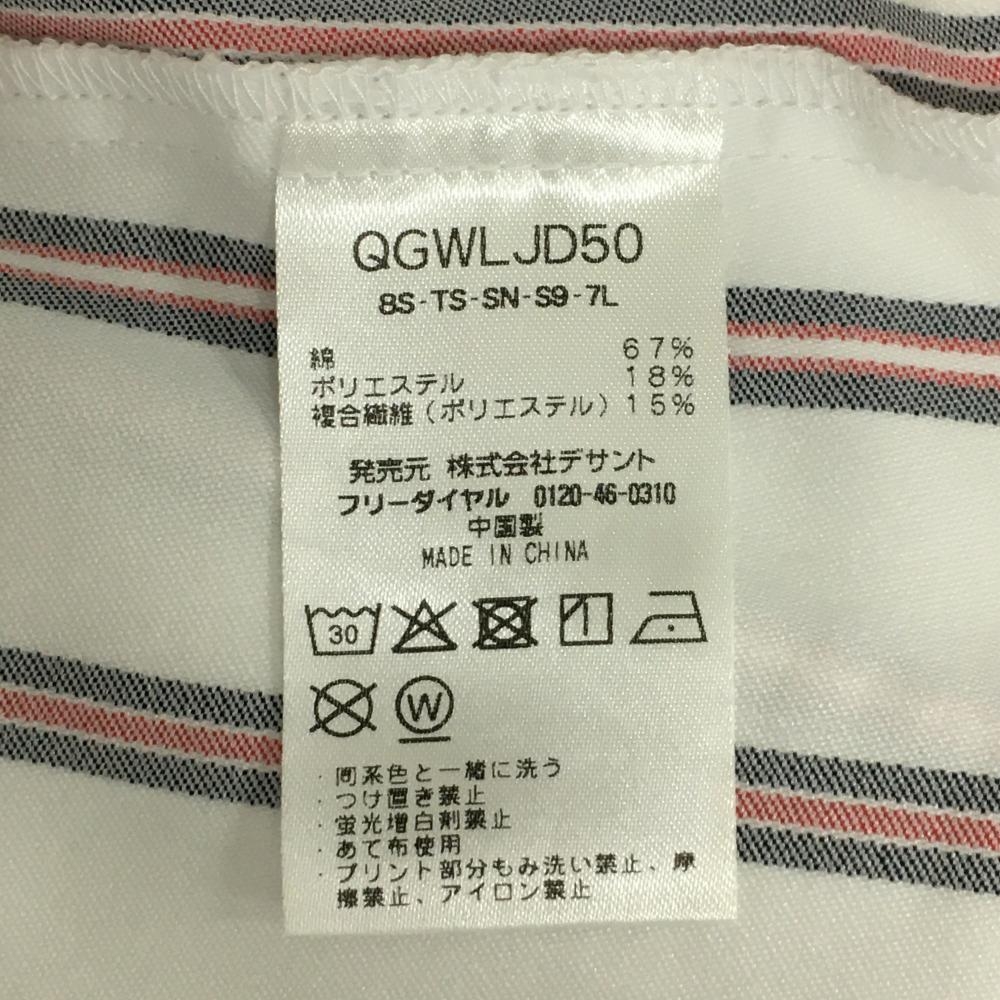 QGWLJD50
8S-TS-SN-S9-7L
綿 67%
ポリエステル 18%
複合繊維(ポリエステル) 15%
発売元 株式会社デサント
フリーダイヤル 0120-46-0310
中国製
MADE IN CHINA
30
W
・同系色と一緒に洗う
・つけ置き禁止
・蛍光増白剤禁止
・あて布使用
・プリント部分もみ洗い禁止、摩
擦禁止、アイロン禁止